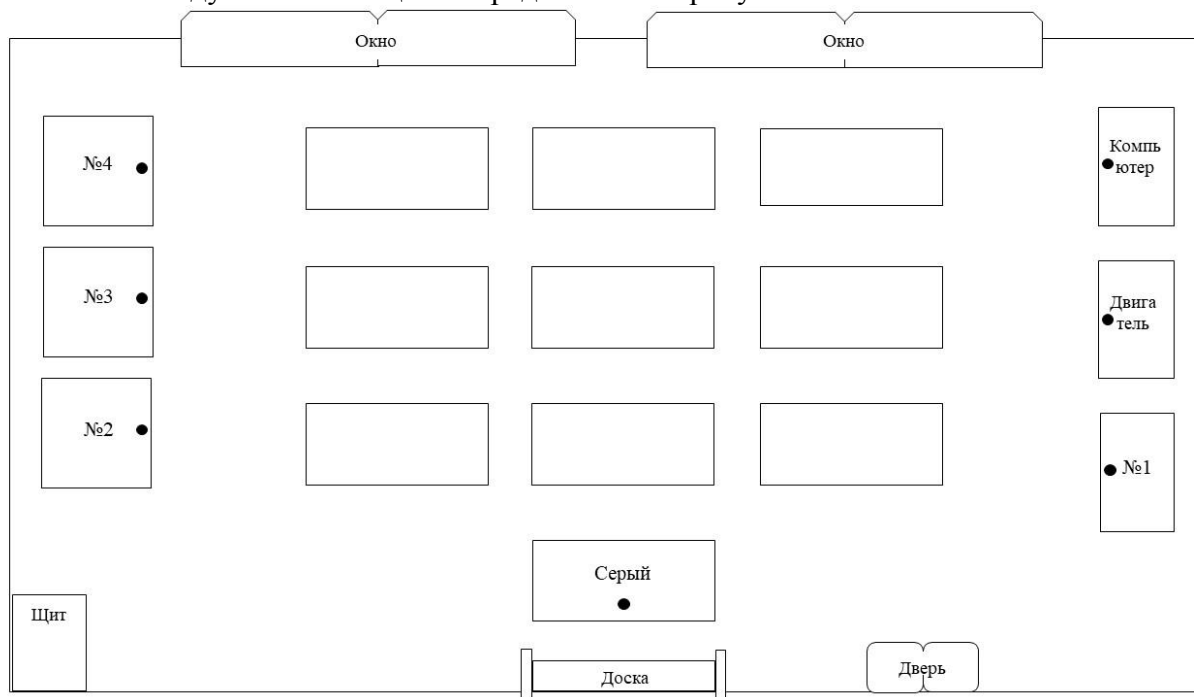 Окно
Окно
№4
Компь
ютер
№3
Двига
тель
№2
№1
Серый
Щит
Доска
Дверь